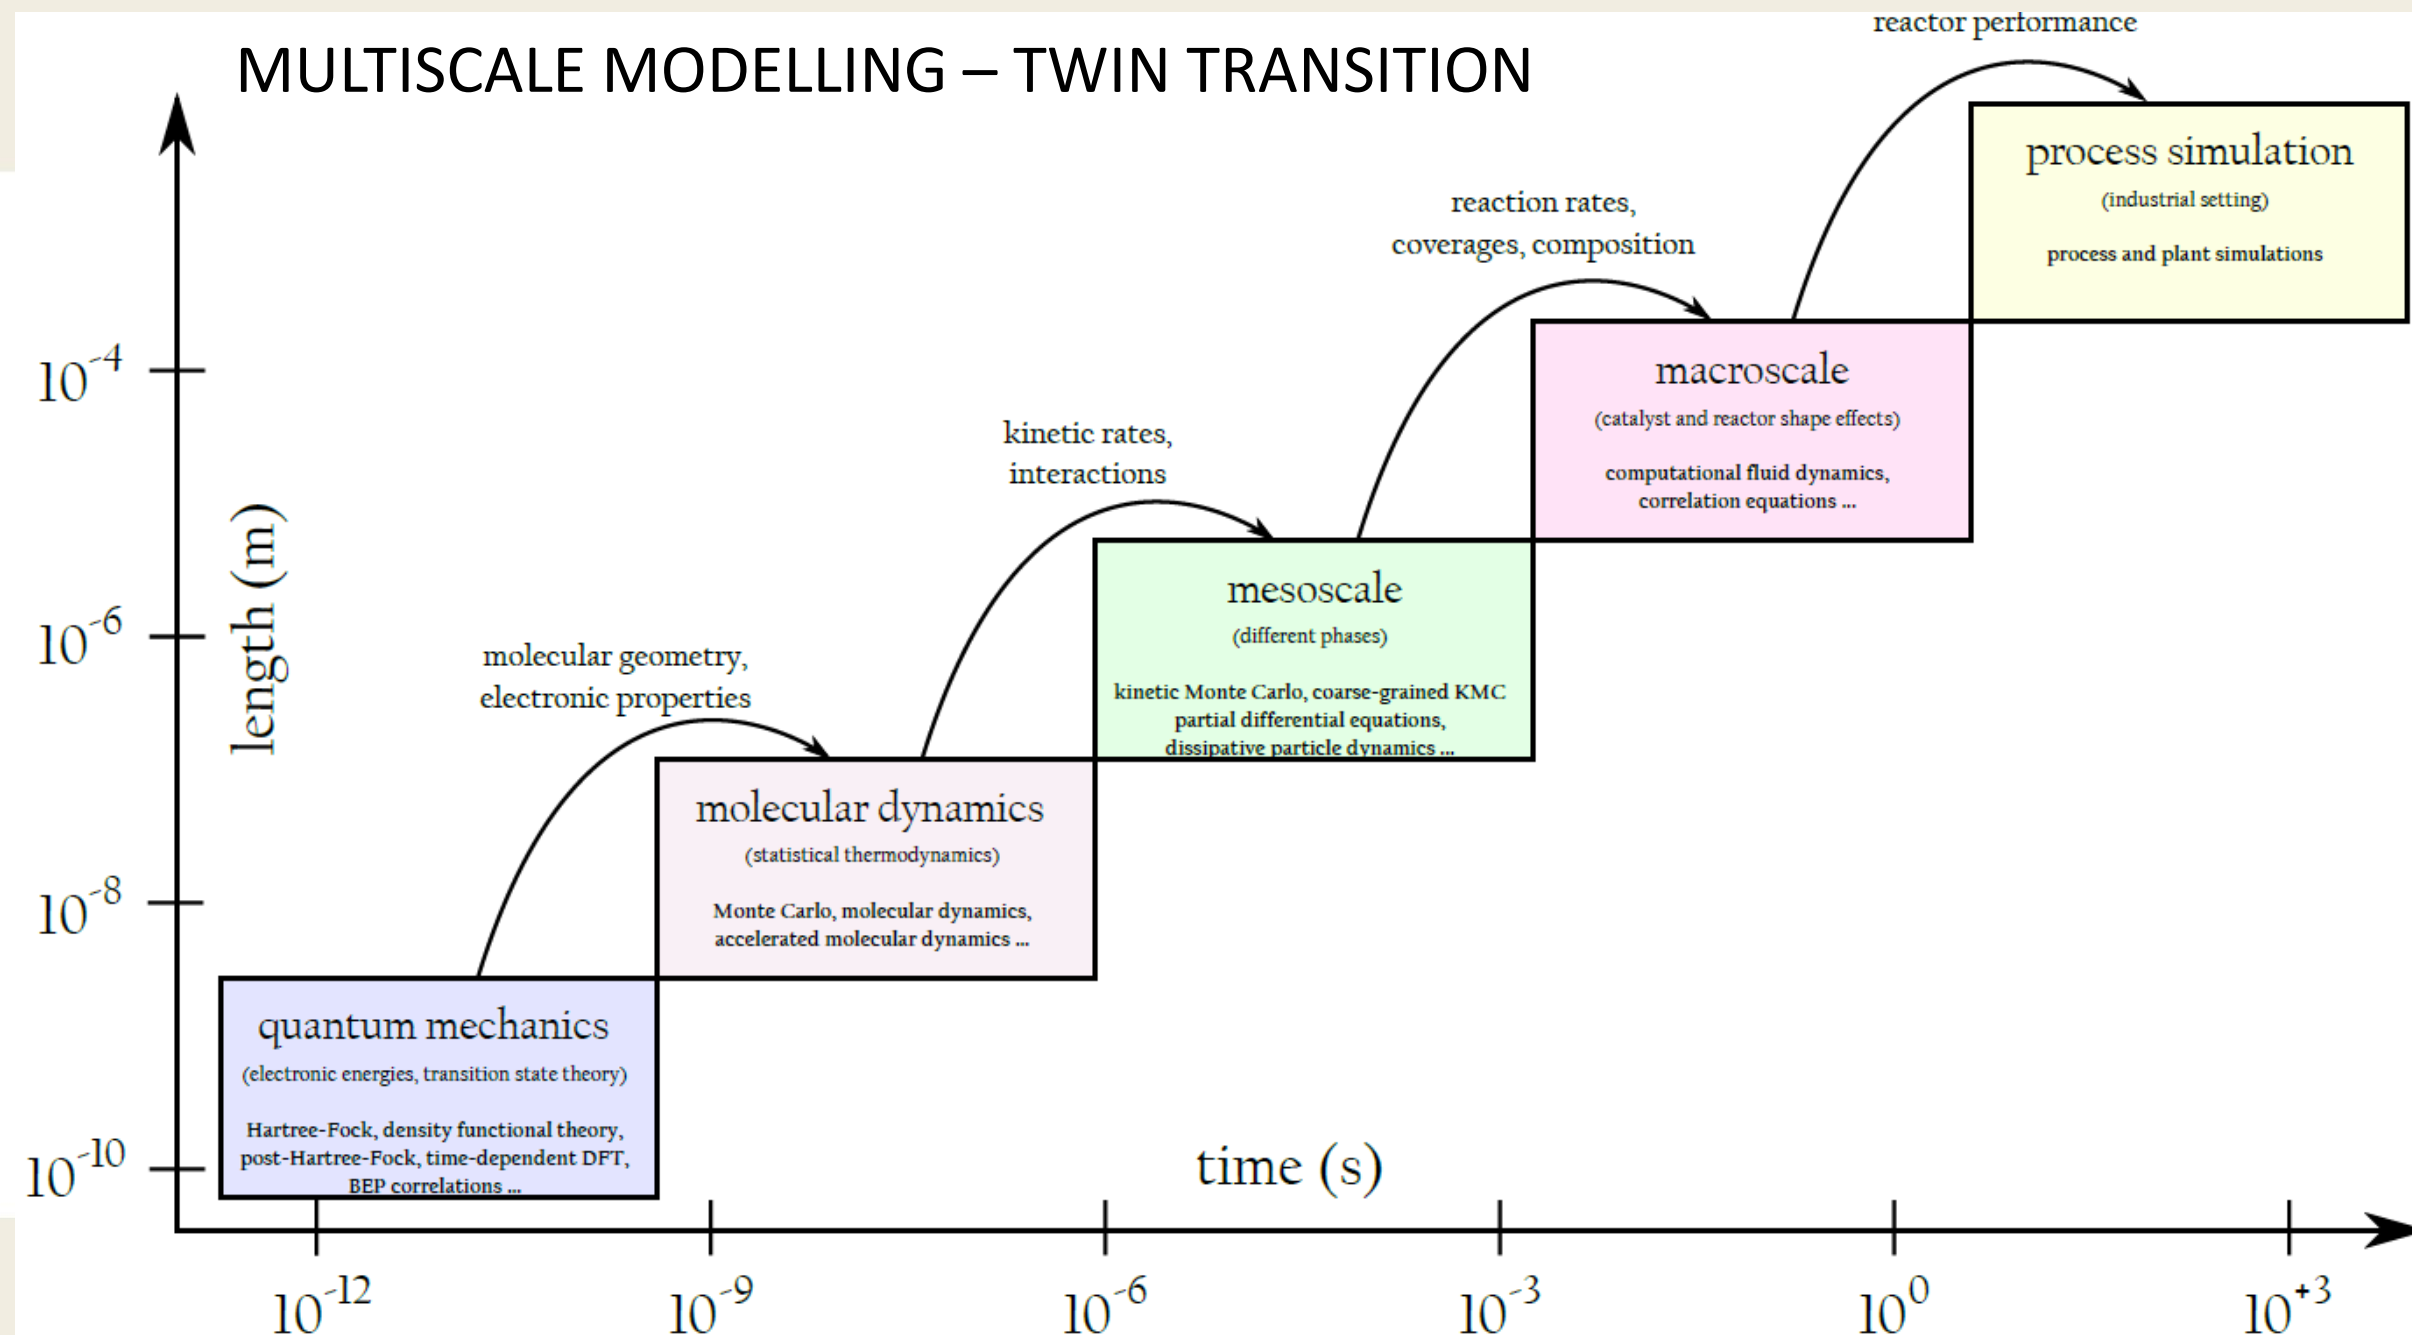 reactor performance
MULTISCALE MODELLING – TWIN TRANSITION
process simulation
(industrial setting)
process and plant simulations
reaction rates,
coverages, composition
macroscale
(catalyst and reactor shape effects)
computational fluid dynamics,
correlation equations ...
kinetic rates,
interactions
mesoscale
(different phases)
kinetic Monte Carlo, coarse-grained KMC
partial differential equations,
dissipative particle dynamics ...
molecular geometry,
electronic properties
molecular dynamics
(statistical thermodynamics)
Monte Carlo, molecular dynamics,
accelerated molecular dynamics ...
quantum mechanics
(electronic energies, transition state theory)
Hartree-Fock, density functional theory,
post-Hartree-Fock, time-dependent DFT,
BEP correlations ...
length (m)
10⁻⁴
10⁻⁶
10⁻⁸
10⁻¹⁰
time (s)
10⁻¹² 10⁻⁹ 10⁻⁶ 10⁻³ 10⁰ 10⁺³